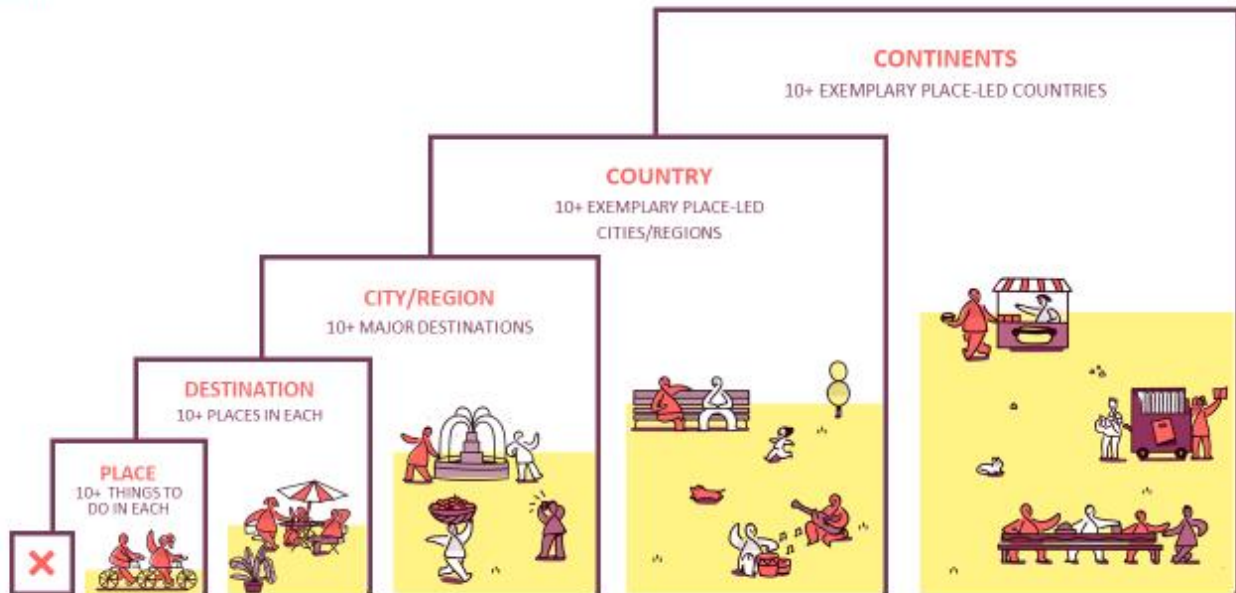 CONTINENTS
10+ EXEMPLARY PLACE-LED COUNTRIES
COUNTRY
10+ EXEMPLARY PLACE-LED
CITIES/REGIONS
CITY/REGION
10+ MAJOR DESTINATIONS
DESTINATION
10+ PLACES IN EACH
PLACE
10+ THINGS TO
DO IN EACH